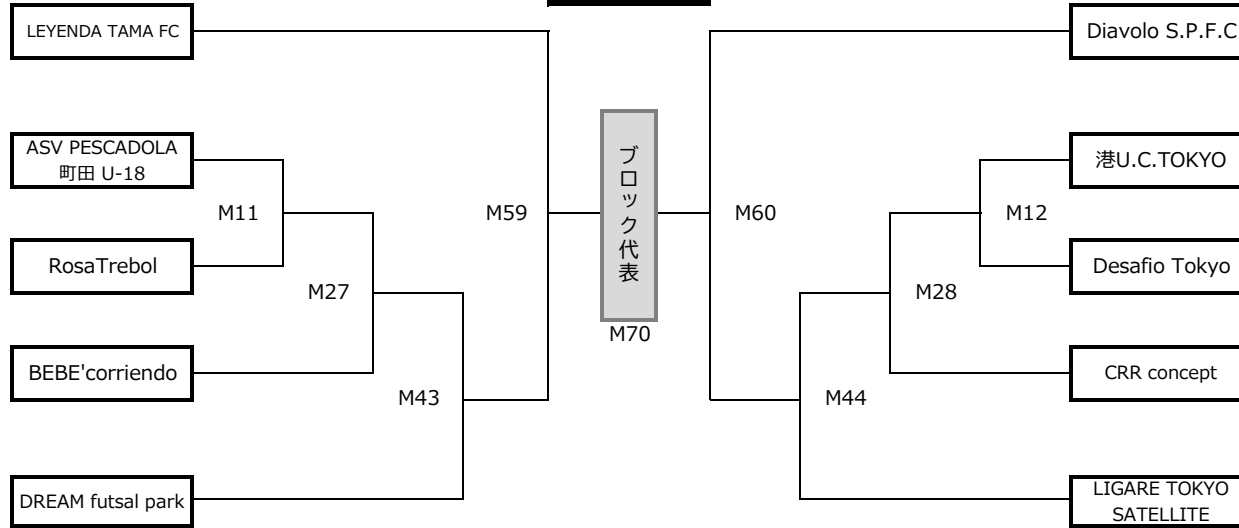 LEYENDA TAMA FC
Diavolo S.P.F.C
ASV PESCADOLA
町田 U-18
港U.C.TOKYO
ブロック代表
M11
M59
M60
M12
RosaTrebol
Desafio Tokyo
M27
M28
M70
BEBE'corriendo
CRR concept
M43
M44
DREAM futsal park
LIGARE TOKYO
SATELLITE